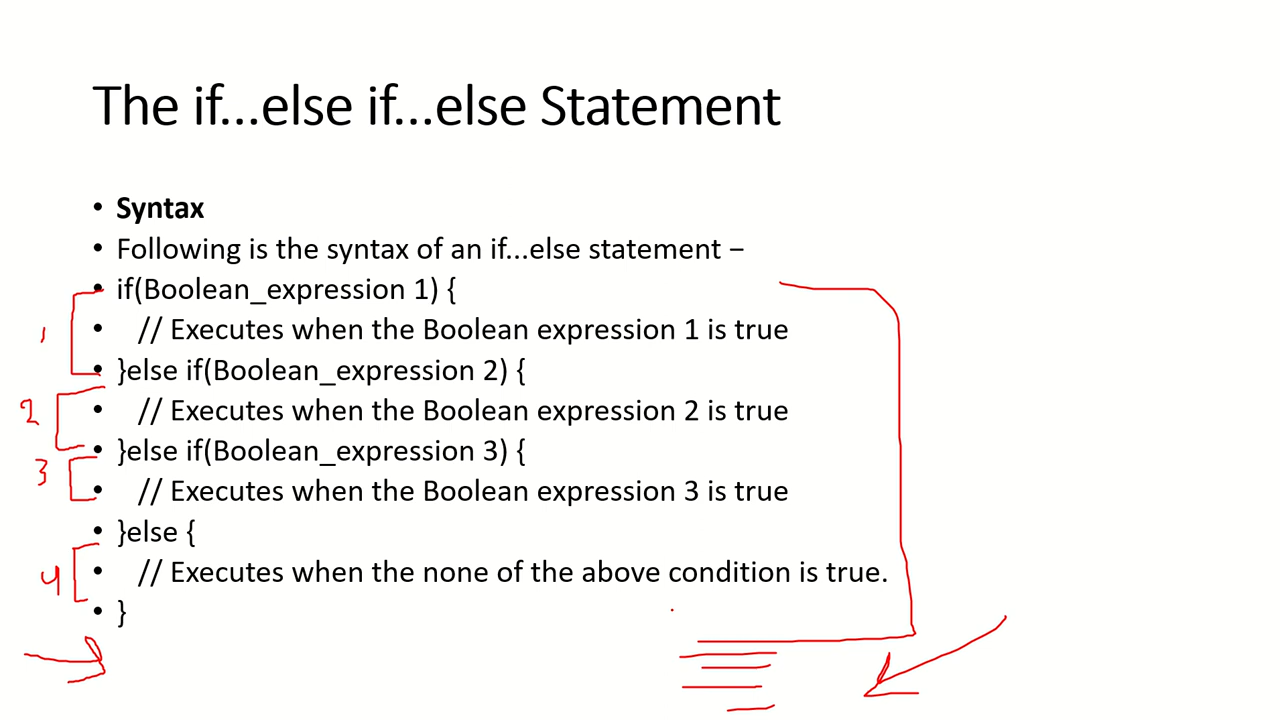 The if...else if...else Statement
• Syntax
• Following is the syntax of an if...else statement −
• if(Boolean_expression 1) {
1
• // Executes when the Boolean expression 1 is true
• }else if(Boolean_expression 2) {
2
• // Executes when the Boolean expression 2 is true
• }else if(Boolean_expression 3) {
3
• // Executes when the Boolean expression 3 is true
• }else {
4
• // Executes when the none of the above condition is true.
• }